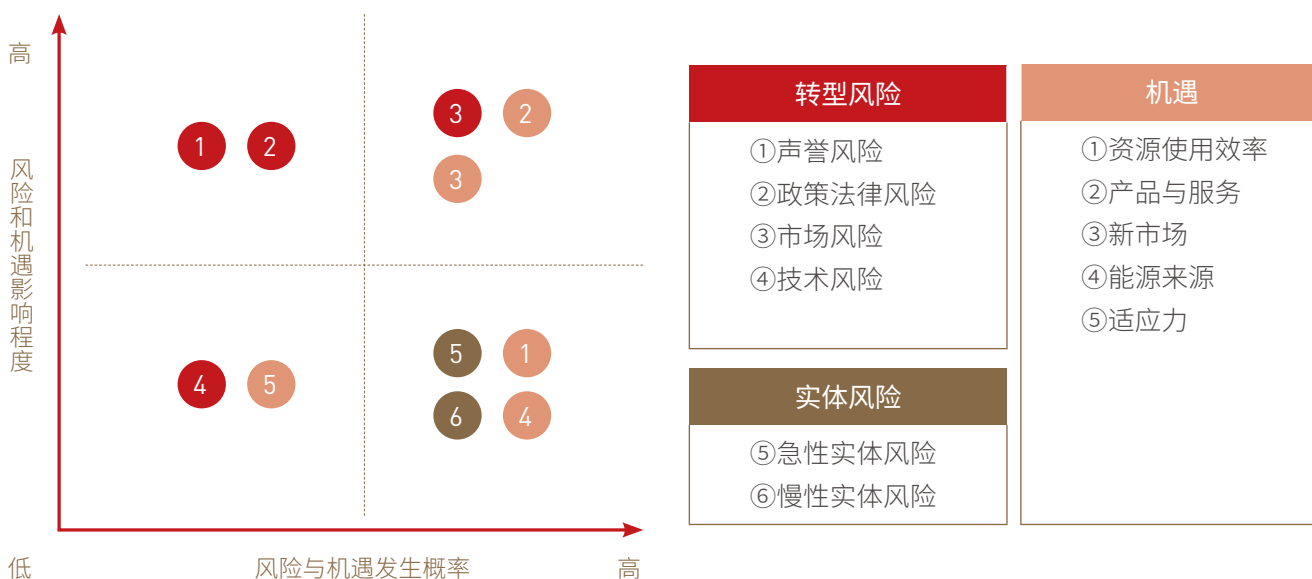 高
风险和机遇影响程度
1 2
3 2
3
4 5
5 1
6 4
低 风险与机遇发生概率 高
转型风险
①声誉风险
②政策法律风险
③市场风险
④技术风险
实体风险
⑤急性实体风险
⑥慢性实体风险
机遇
①资源使用效率
②产品与服务
③新市场
④能源来源
⑤适应力